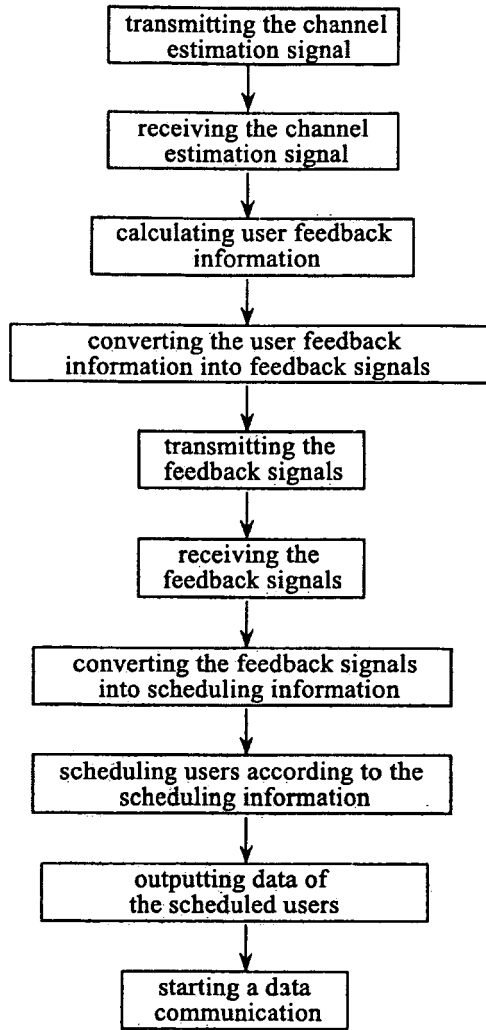 transmitting the channel
estimation signal
receiving the channel
estimation signal
calculating user feedback
information
converting the user feedback
information into feedback signals
transmitting the
feedback signals
receiving the
feedback signals
converting the feedback signals
into scheduling information
scheduling users according to the
scheduling information
outputting data of
the scheduled users
starting a data
communication